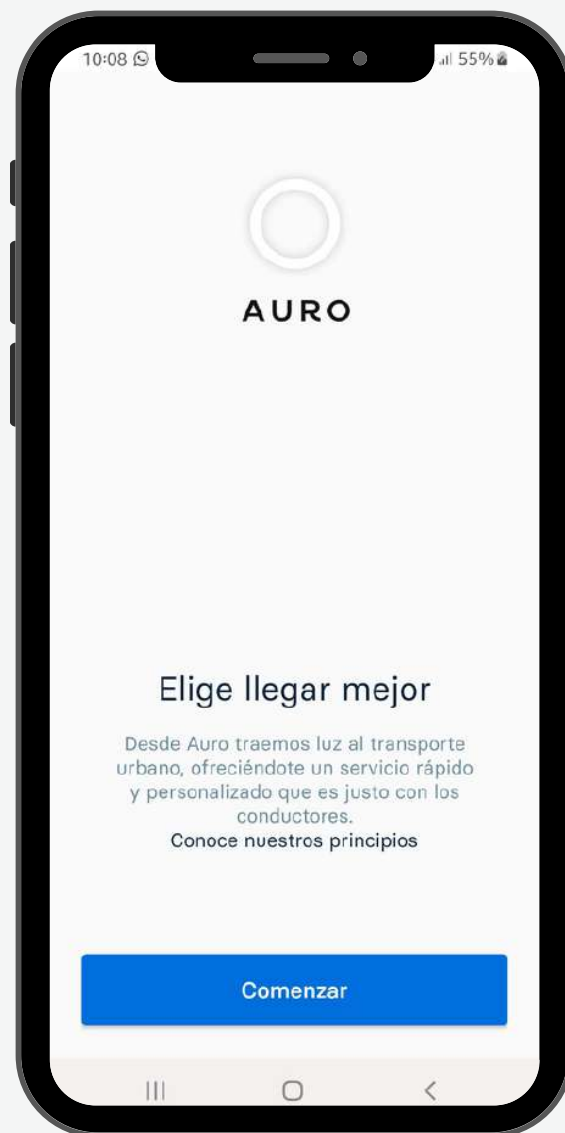 10:08
55%
AURO
Elige llegar mejor
Desde Auro traemos luz al transporte
urbano, ofreciéndote un servicio rápido
y personalizado que es justo con los
conductores.
Conoce nuestros principios
Comenzar